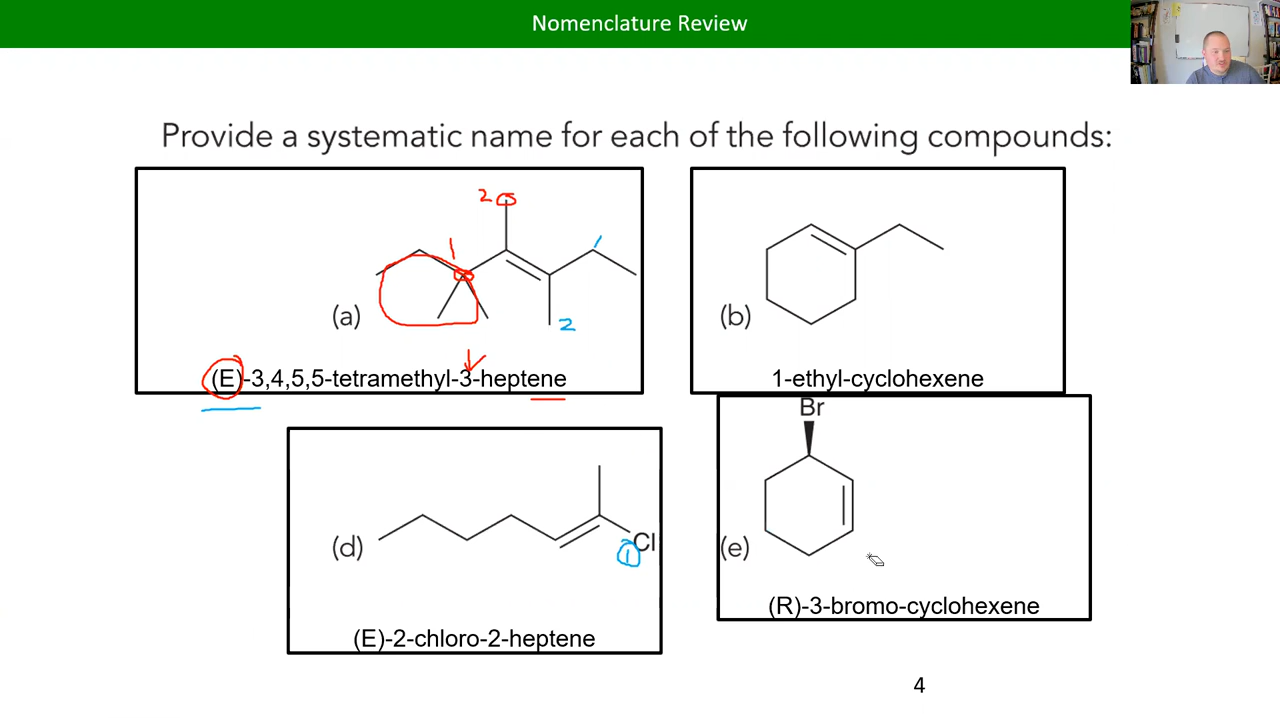 Nomenclature Review
Provide a systematic name for each of the following compounds:
2
1
1
2
(a)
(E)-3,4,5,5-tetramethyl-3-heptene
(b)
1-ethyl-cyclohexene
Cl
1
(d)
(E)-2-chloro-2-heptene
Br
(e)
(R)-3-bromo-cyclohexene
4